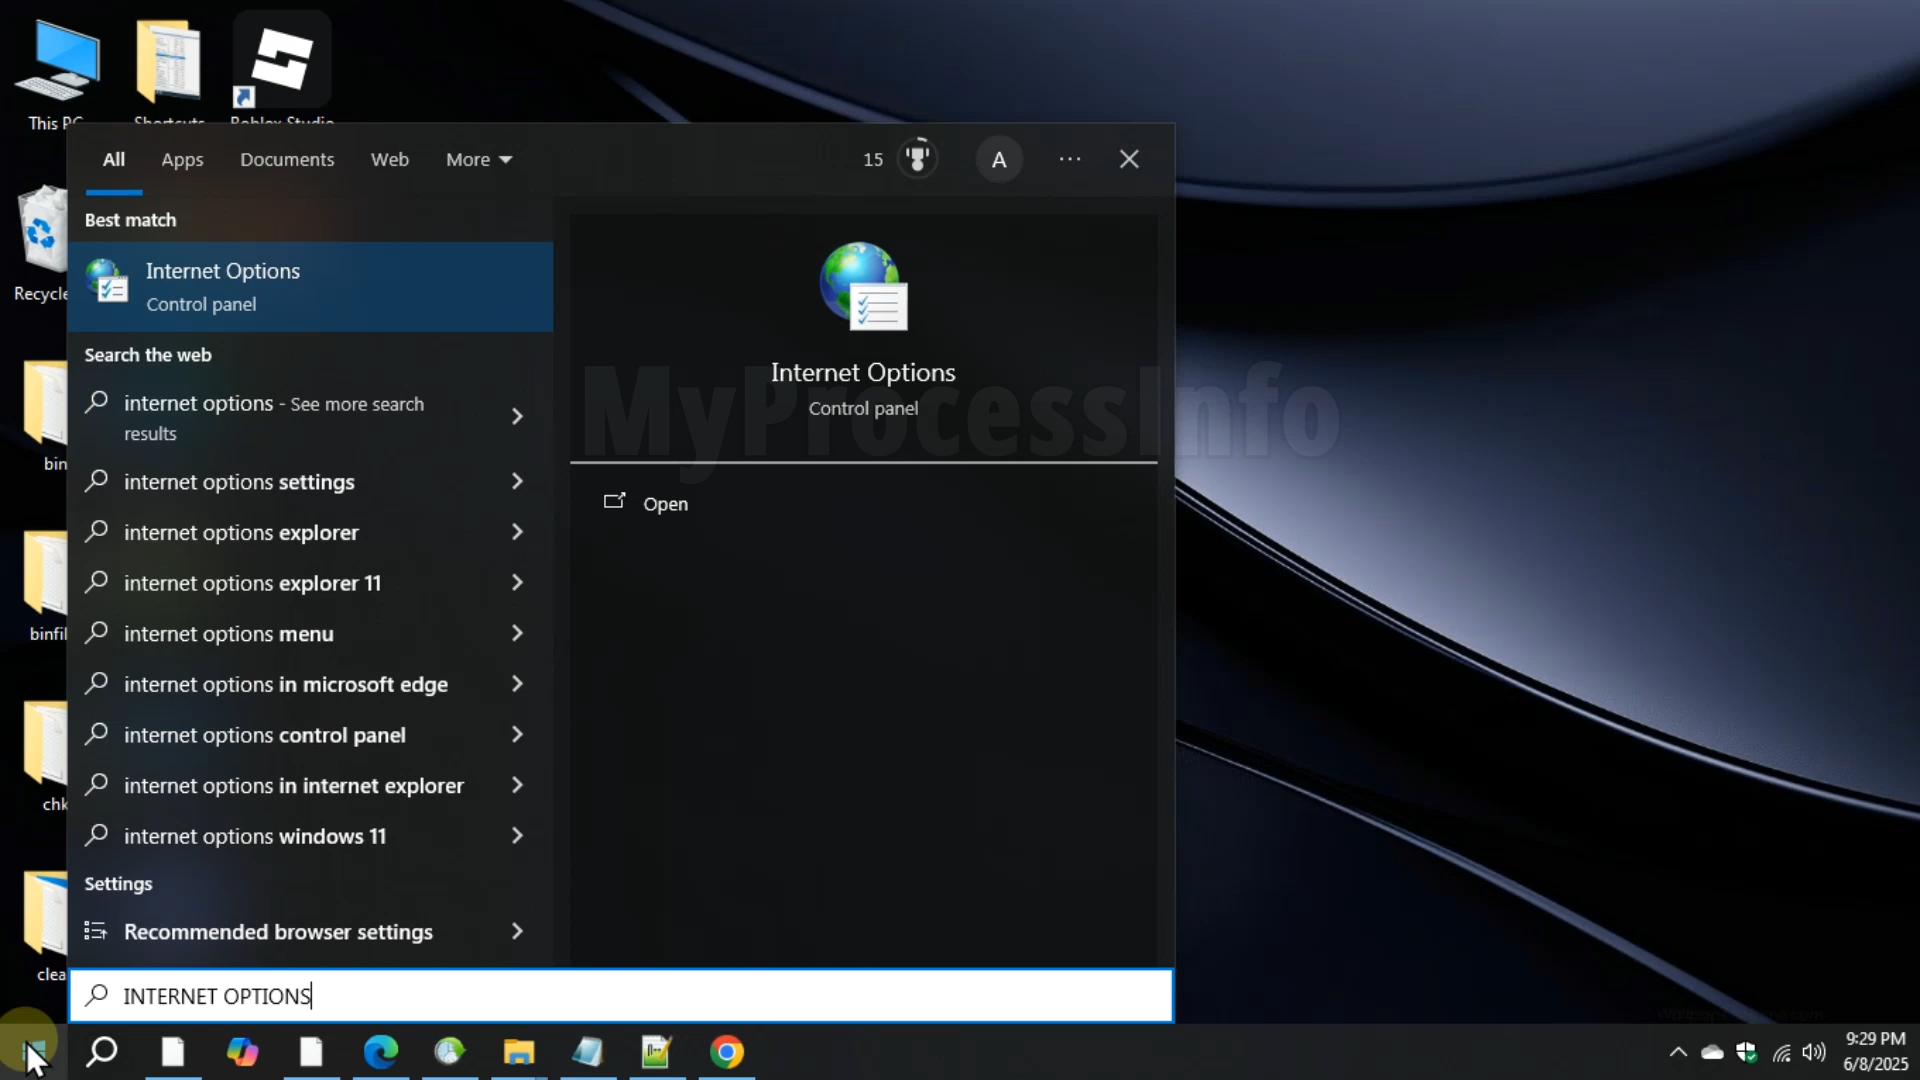 This PC
Shortcuts
Roblox Studio
All
Apps
Documents
Web
More
15
A
Best match
Internet Options
Control panel
Search the web
internet options - See more search
results
internet options settings
internet options explorer
internet options explorer 11
internet options menu
internet options in microsoft edge
internet options control panel
internet options in internet explorer
internet options windows 11
Settings
Recommended browser settings
INTERNET OPTIONS
Internet Options
Control panel
MyProcessInfo
Open
Recycle
bin
binfil
chk
clea
9:29 PM
6/8/2025